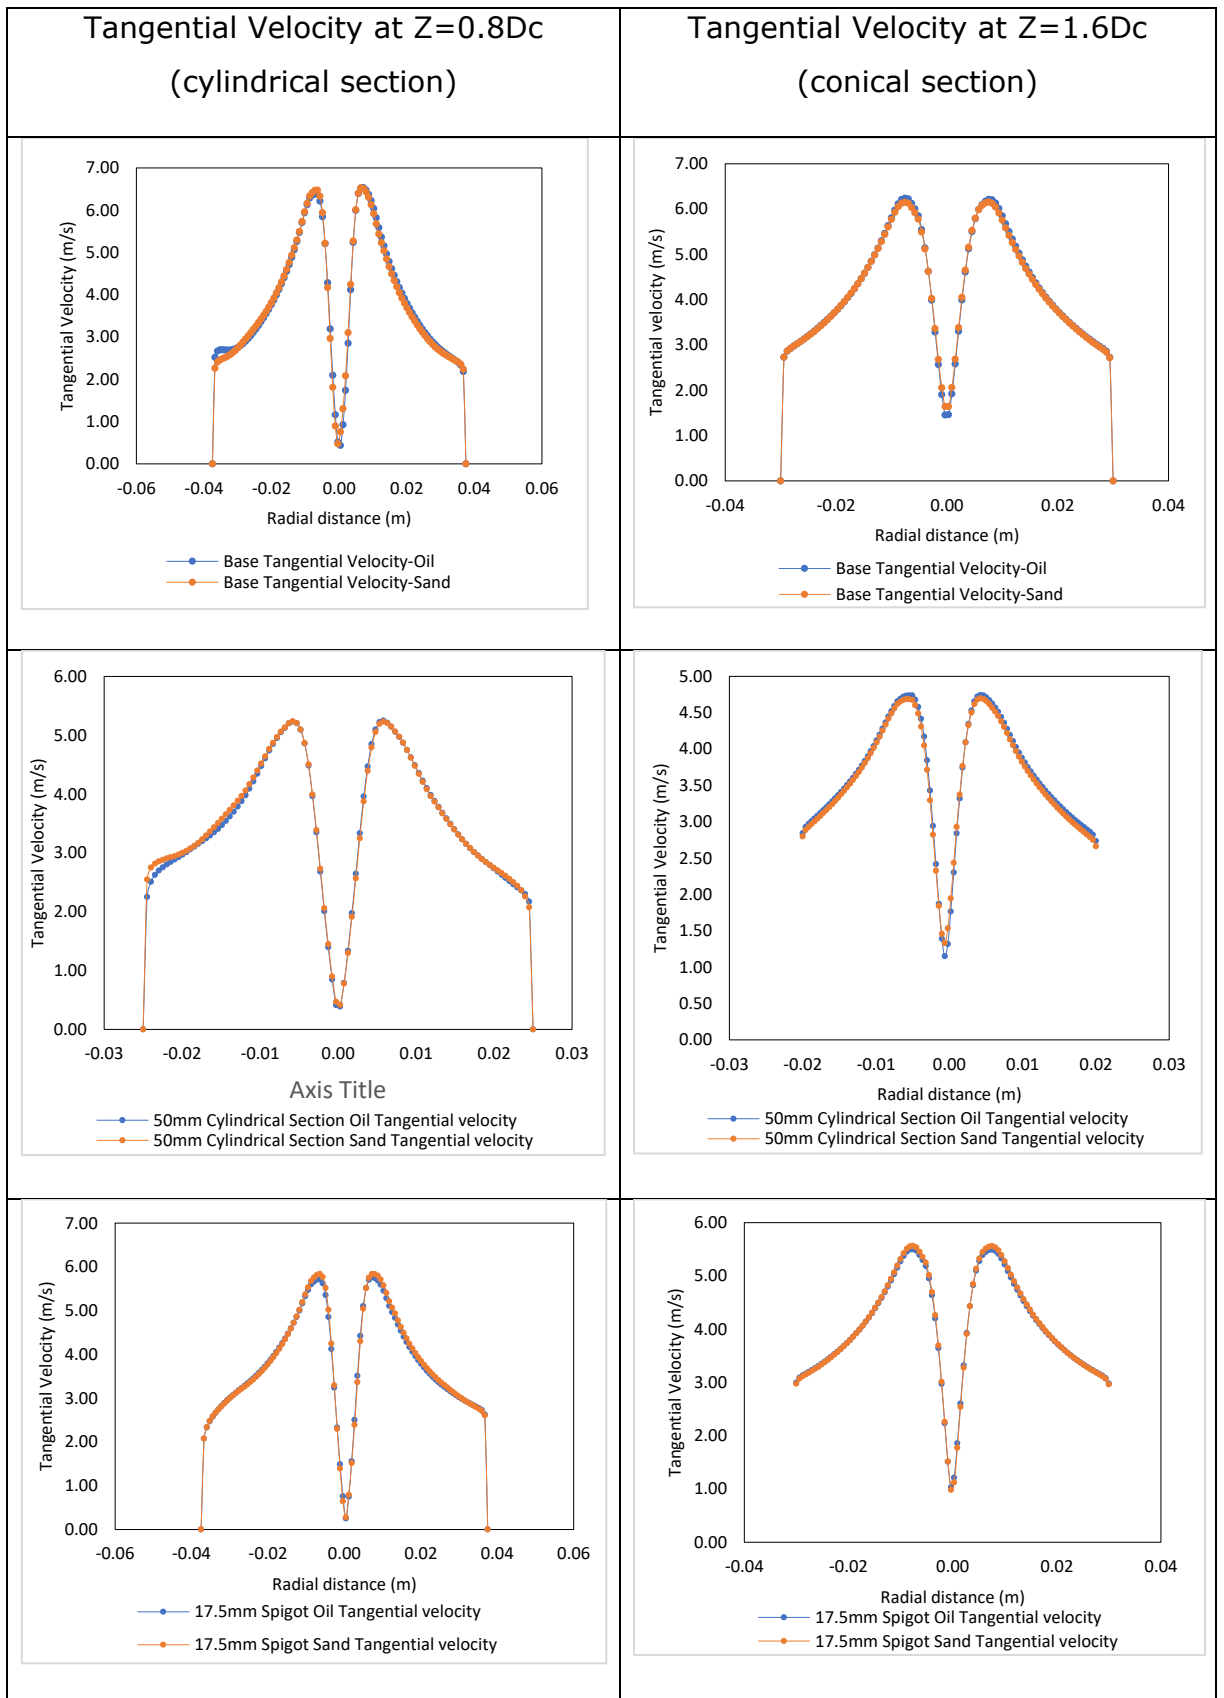 Tangential Velocity at Z=0.8Dc
(cylindrical section)
Tangential Velocity at Z=1.6Dc
(conical section)
Tangential Velocity (m/s)
7.00
6.00
5.00
4.00
3.00
2.00
1.00
0.00
-0.06 -0.04 -0.02 0.00 0.02 0.04 0.06
Radial distance (m)
Base Tangential Velocity-Oil
Base Tangential Velocity-Sand
Tangential velocity (m/s)
7.00
6.00
5.00
4.00
3.00
2.00
1.00
0.00
-0.04 -0.02 0.00 0.02 0.04
Radial distance (m)
Base Tangential Velocity-Oil
Base Tangential Velocity-Sand
Tangential Velocity (m/s)
6.00
5.00
4.00
3.00
2.00
1.00
0.00
-0.03 -0.02 -0.01 0.00 0.01 0.02 0.03
Axis Title
50mm Cylindrical Section Oil Tangential velocity
50mm Cylindrical Section Sand Tangential velocity
Tangential Velocity (m/s)
5.00
4.50
4.00
3.50
3.00
2.50
2.00
1.50
1.00
0.50
0.00
-0.03 -0.02 -0.01 0.00 0.01 0.02 0.03
Radial distance (m)
50mm Cylindrical Section Oil Tangential velocity
50mm Cylindrical Section Sand Tangential velocity
Tangential Velocity (m/s)
7.00
6.00
5.00
4.00
3.00
2.00
1.00
0.00
-0.06 -0.04 -0.02 0.00 0.02 0.04 0.06
Radial distance (m)
17.5mm Spigot Oil Tangential velocity
17.5mm Spigot Sand Tangential velocity
Tangential Velocity (m/s)
6.00
5.00
4.00
3.00
2.00
1.00
0.00
-0.04 -0.02 0.00 0.02 0.04
Radial distance (m)
17.5mm Spigot Oil Tangential velocity
17.5mm Spigot Sand Tangential velocity